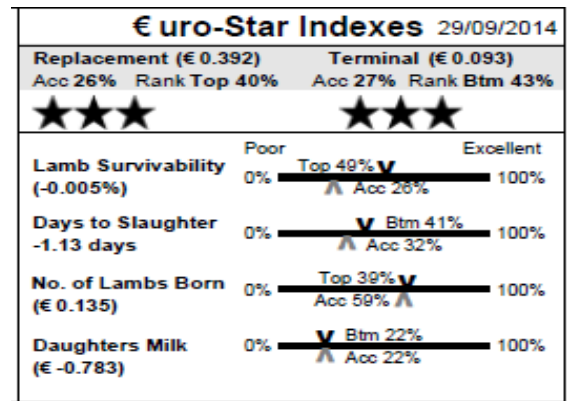 € uro-Star Indexes 29/09/2014
Replacement (€ 0.392) Terminal (€ 0.093)
Acc 26% Rank Top 40% Acc 27% Rank Btm 43%
Poor Excellent
Lamb Survivability
(-0.005%)
0% Top 49% Acc 26% 100%
Days to Slaughter
-1.13 days
0% Btm 41% Acc 32% 100%
No. of Lambs Born
(€ 0.135)
0% Top 39% Acc 59% 100%
Daughters Milk
(€ -0.783)
0% Btm 22% Acc 22% 100%